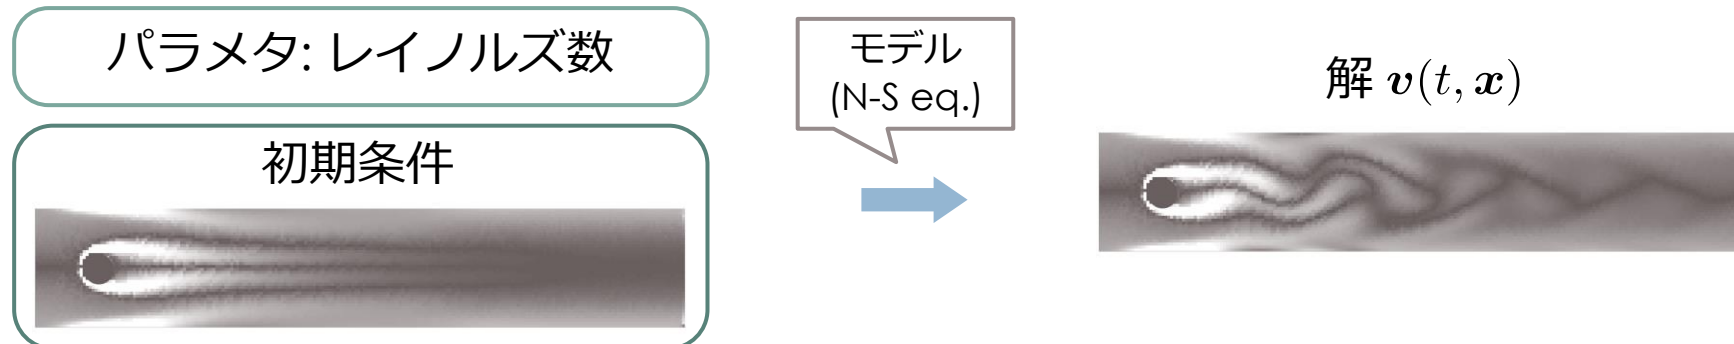 パラメタ: レイノルズ数
初期条件
モデル
(N-S eq.)
解 v(t, x)